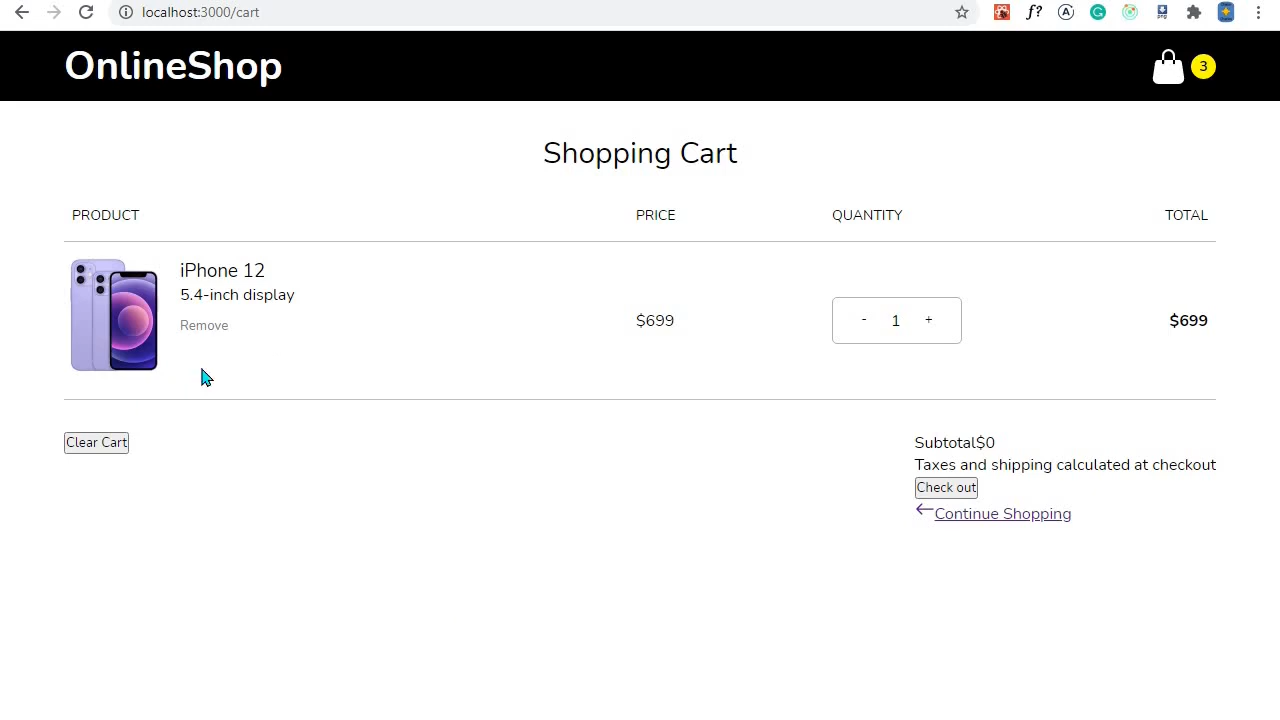 localhost:3000/cart
OnlineShop
3
Shopping Cart
PRODUCT PRICE QUANTITY TOTAL
iPhone 12
5.4-inch display
Remove
$699 - 1 + $699
Clear Cart
Subtotal$0
Taxes and shipping calculated at checkout
Check out
Continue Shopping